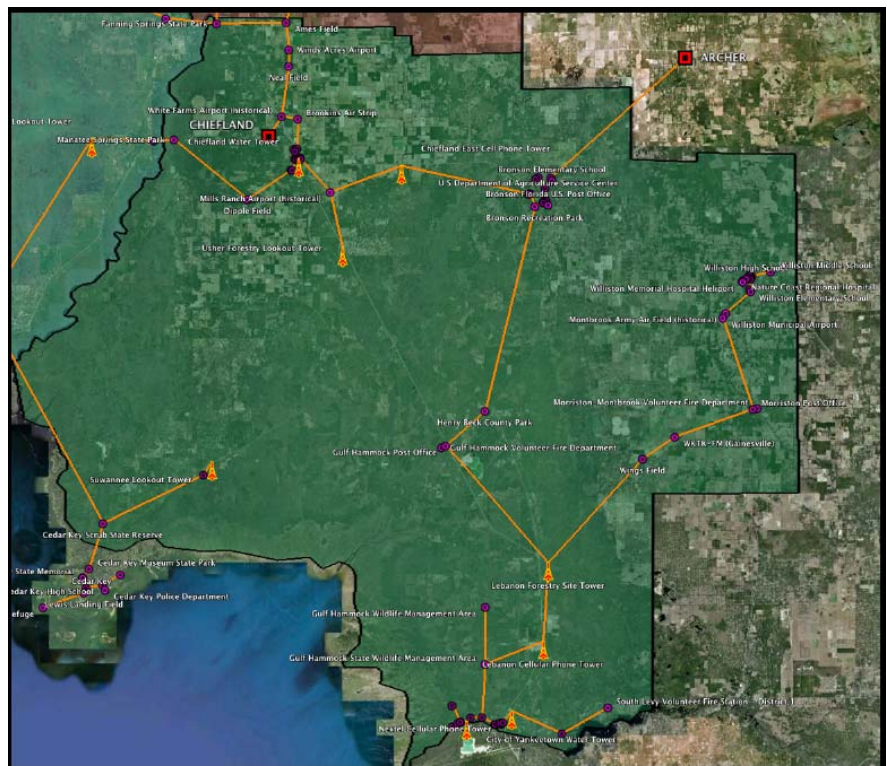 Fanning Springs State Park
Ames Field
Windy Acres Airport
ARCHER
Neal Field
White Farms Airport (historical)
Brookins Air Strip
Lookout Tower
CHIEFLAND
Manatee Springs State Park
Chiefland Water Tower
Chiefland East Cell Phone Tower
Bronson Elementary School
U.S Department of Agriculture Service Center
Mills Ranch Airport (historical)
Bronson Florida U.S. Post Office
Dipple Field
Bronson Recreation Park
Usher Forestry Lookout Tower
Williston High School
Williston Middle School
Williston Memorial Hospital Heliport
Nature Coast Regional Hospital
Williston Elementary School
Montbrook Army Air Field (historical)
Williston Municipal Airport
Morriston, Montbrook Volunteer Fire Department
Morriston Post Office
Henry Beck County Park
Gulf Hammock Post Office
Gulf Hammock Volunteer Fire Department
WKTK-FM (Gainesville)
Wings Field
Suwannee Lookout Tower
Cedar Key Scrub State Reserve
Cedar Key Museum State Park
State Memorial
Cedar Key
Lebanon Forestry Site Tower
edar Key High School
Cedar Key Police Department
Lewis Landing Field
efuge
Gulf Hammock Wildlife Management Area
Gulf Hammock State Wildlife Management Area
Lebanon Cellular Phone Tower
South Levy Volunteer Fire Station - District 1
Nextel Cellular Phone Tower
City of Yankeetown Water Tower